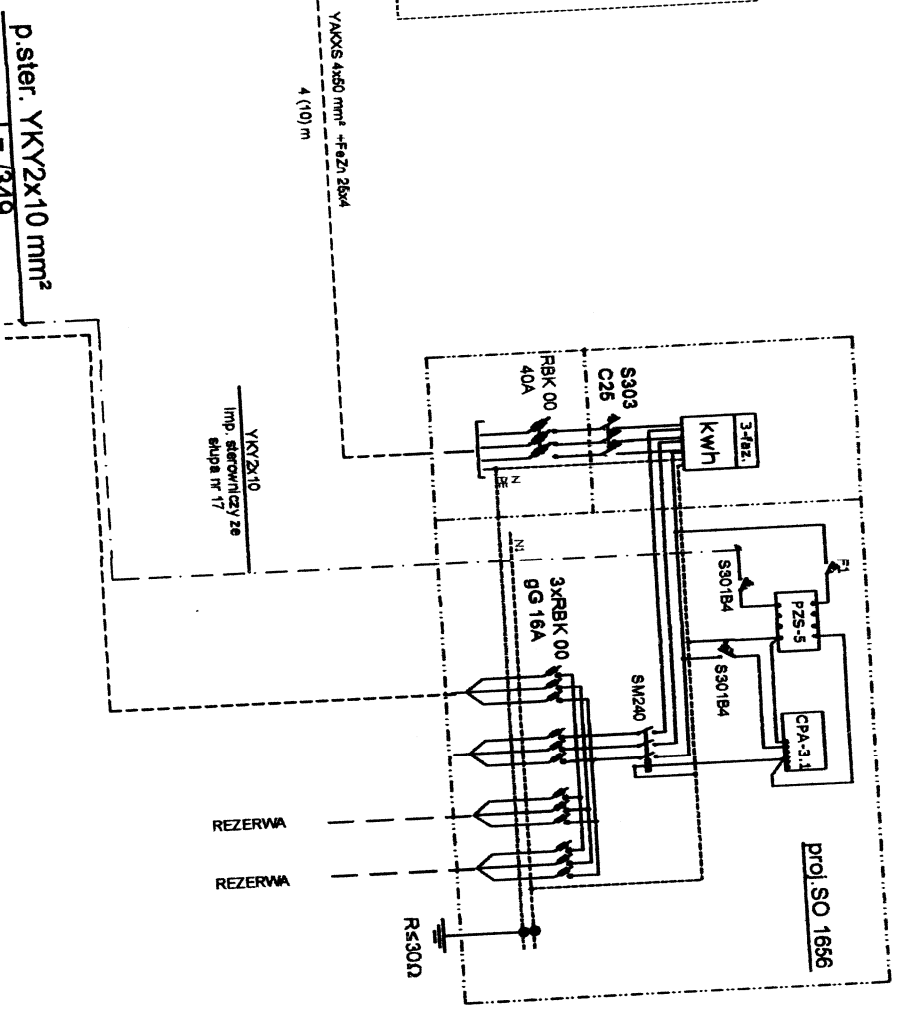 YAKXS 4x50 mm² +FeZn 25x4
4 (10) m
p.ster. YKY2x10 mm²
YKY2x10
imp. sterowniczy ze
słupa nr 17
RBK 00
40A
S303
C25
3-faz.
kwh
N
PE
N1
3xRBK 00
gG 16A
S301B4
F1
PZS-5
S301B4
SM240
CPA-3.1
proj.SO 1656
REZERWA
REZERWA
R≤30Ω